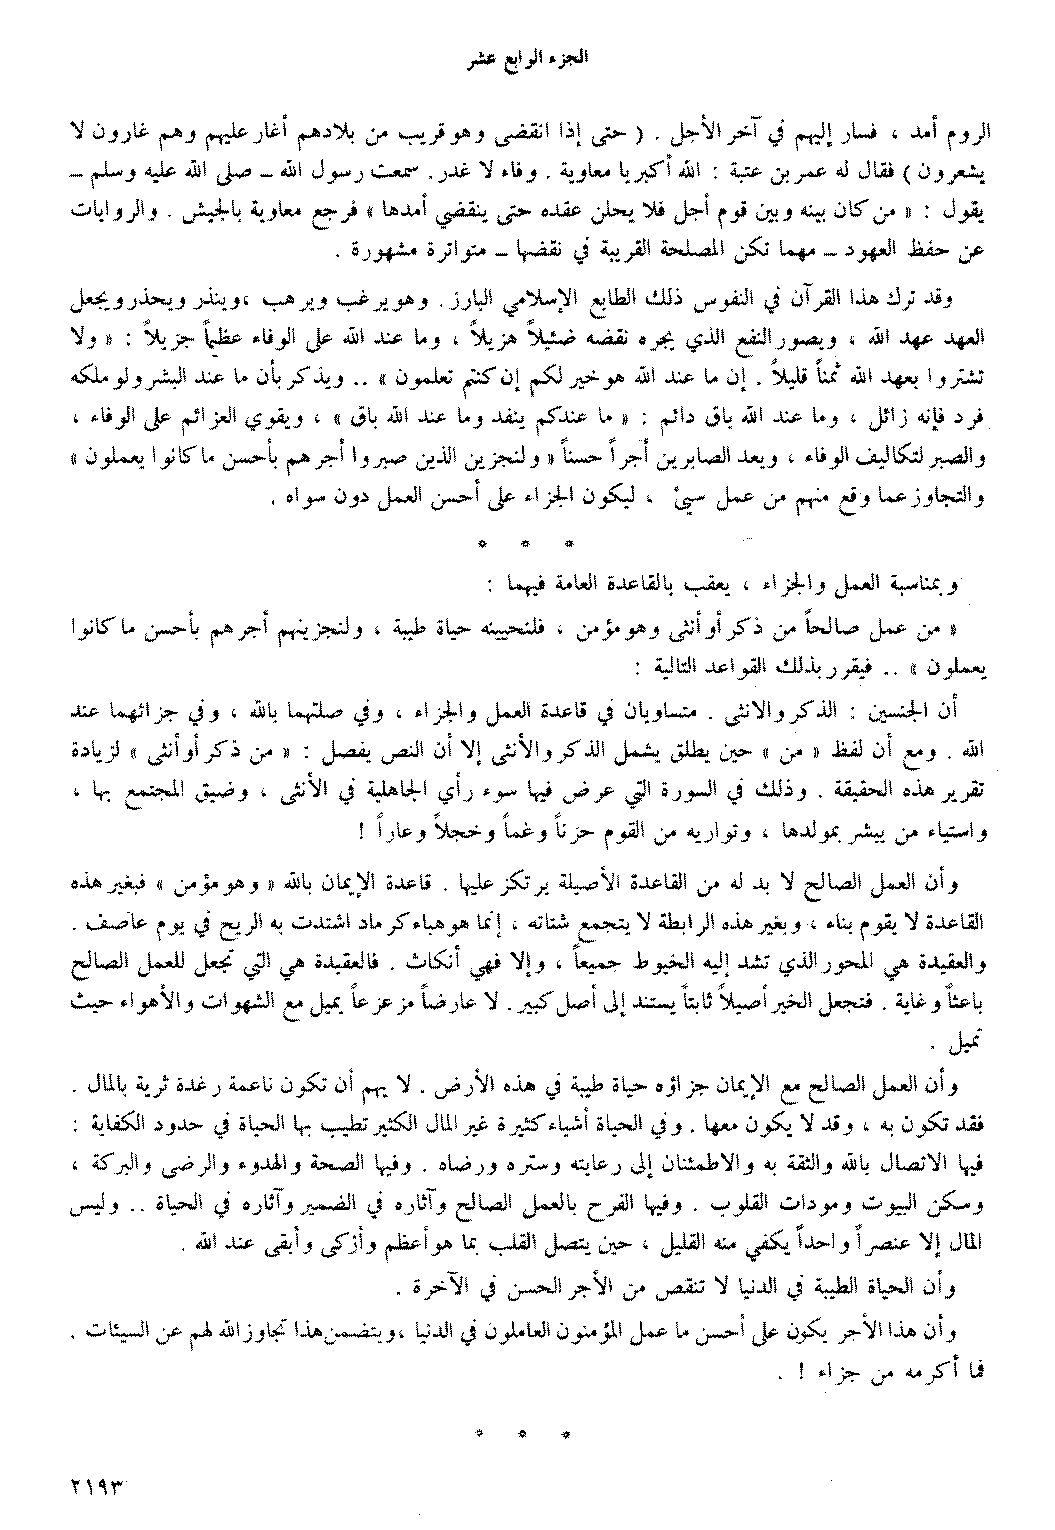 الجزء الرابع عشر
الروم أمد ، فسار إليهم في آخر الأجل . ( حتى إذا انقضى وهو قريب من بلادهم أغار عليهم وهم غارون لا
يشعرون ) فقال له عمر بن عتبة : الله أكبر يا معاوية . وفاء لا غدر . سمعت رسول الله ــ صلى الله عليه وسلم ــ
يقول : « من كان بينه وبين قوم أجل فلا يحلن عقده حتى ينقضي أمدها » فرجع معاوية بالجيش . والروايات
عن حفظ العهود ــ مهما تكن المصلحة القريبة في نقضها ــ متواترة مشهورة .
وقد ترك هذا القرآن في النفوس ذلك الطابع الإسلامي البارز . وهو يرغب ويرهب ، وينذر ويحذر ويجعل
العهد عهد الله ، ويصور النفع الذي يجره نقضه ضئيلاً هزيلاً ، وما عند الله على الوفاء عظيماً جزيلاً : « ولا
تشتروا بعهد الله ثمناً قليلاً . إن ما عند الله هو خير لكم إن كنتم تعلمون » .. ويذكر بأن ما عند البشر ولو ملكه
فرد فإنه زائل ، وما عند الله باق دائم : « ما عندكم ينفد وما عند الله باق » ، ويقوي العزائم على الوفاء ،
والصبر لتكاليف الوفاء ، ويعد الصابرين أجراً حسناً « ولنجزين الذين صبروا أجرهم بأحسن ما كانوا يعملون »
والتجاوز عما وقع منهم من عمل سيئ ، ليكون الجزاء على أحسن العمل دون سواه .
* * *
وبمناسبة العمل والجزاء ، يعقب بالقاعدة العامة فيهما :
« من عمل صالحاً من ذكر أو أنثى وهو مؤمن ، فلنحيينه حياة طيبة ، ولنجزينهم أجرهم بأحسن ما كانوا
يعملون » .. فيقرر بذلك القواعد التالية :
أن الجنسين : الذكر والانثى . متساويان في قاعدة العمل والجزاء ، وفي صلتهما بالله ، وفي جزائهما عند
الله . ومع أن لفظ « من » حين يطلق يشمل الذكر والأنثى إلا أن النص يفصل : « من ذكر أو أنثى » لزيادة
تقرير هذه الحقيقة . وذلك في السورة التي عرض فيها سوء رأي الجاهلية في الأنثى ، وضيق المجتمع بها ،
واستياء من يبشر بمولدها ، وتواريه من القوم حزناً وغماً وخجلاً وعاراً !
وأن العمل الصالح لا بد له من القاعدة الأصيلة يرتكز عليها . قاعدة الإيمان بالله « وهو مؤمن » فبغير هذه
القاعدة لا يقوم بناء ، وبغير هذه الرابطة لا يتجمع شتاته ، إنما هو هباء كرماد اشتدت به الريح في يوم عاصف .
والعقيدة هي المحور الذي تشد إليه الخيوط جميعاً ، وإلا فهي أنكاث . فالعقيدة هي التي تجعل للعمل الصالح
باعثاً وغاية . فتجعل الخير أصيلاً ثابتاً يستند إلى أصل كبير . لا عارضاً مزعزعاً يميل مع الشهوات والأهواء حيث
تميل .
وأن العمل الصالح مع الإيمان جزاؤه حياة طيبة في هذه الأرض . لا يهم أن تكون ناعمة رغدة ثرية بالمال .
فقد تكون به ، وقد لا يكون معها . وفي الحياة أشياء كثيرة غير المال الكثير تطيب بها الحياة في حدود الكفاية :
فيها الاتصال بالله والثقة به والاطمئنان إلى رعايته وستره ورضاه . وفيها الصحة والهدوء والرضى والبركة ،
وسكن البيوت ومودات القلوب . وفيها الفرح بالعمل الصالح وآثاره في الضمير وآثاره في الحياة .. وليس
المال إلا عنصراً واحداً يكفي منه القليل ، حين يتصل القلب بما هو أعظم وأزكى وأبقى عند الله .
وأن الحياة الطيبة في الدنيا لا تنقص من الأجر الحسن في الآخرة .
وأن هذا الأجر يكون على أحسن ما عمل المؤمنون العاملون في الدنيا ، ويتضمن هذا تجاوز الله لهم عن السيئات .
فما أكرمه من جزاء ! .
* * *
٢١٩٣